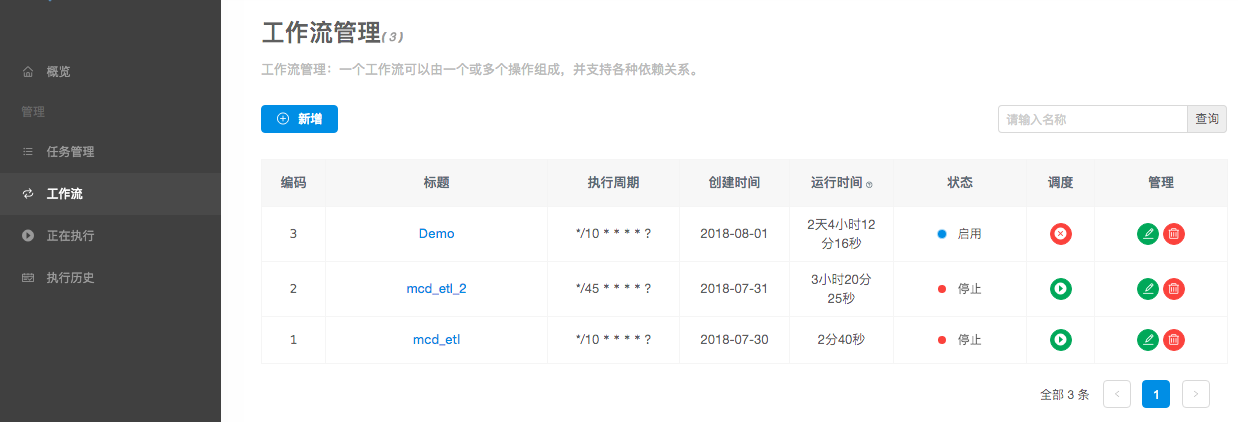 工作流管理(3)
工作流管理：一个工作流可以由一个或多个操作组成，并支持各种依赖关系。
概览
管理
任务管理
工作流
正在执行
执行历史
新增
请输入名称 查询
编码 标题 执行周期 创建时间 运行时间 状态 调度 管理
3 Demo */10 * * * * ? 2018-08-01 2天4小时12分16秒 启用
2 mcd_etl_2 */45 * * * * ? 2018-07-31 3小时20分25秒 停止
1 mcd_etl */10 * * * * ? 2018-07-30 2分40秒 停止
全部 3 条 < 1 >